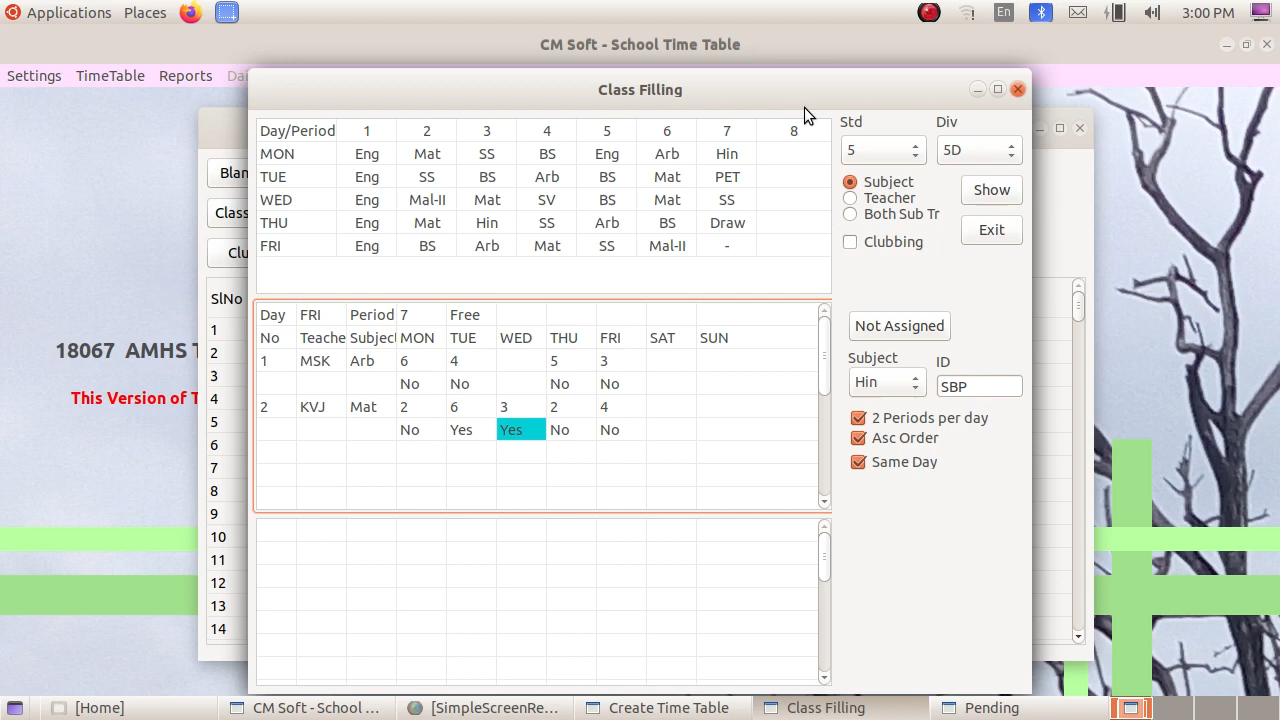 Applications Places En 3:00 PM
CM Soft - School Time Table
Settings TimeTable Reports Da
Class Filling
Blan
Class
Clu
SlNo
1
2
3
4
5
6
7
8
9
10
11
12
13
14
18067 AMHS T
This Version of T
Day/Period 1 2 3 4 5 6 7 8
MON Eng Mat SS BS Eng Arb Hin
TUE Eng SS BS Arb BS Mat PET
WED Eng Mal-II Mat SV BS Mat SS
THU Eng Mat Hin SS Arb BS Draw
FRI Eng BS Arb Mat SS Mal-II -
Day FRI Period 7 Free
No Teache Subject MON TUE WED THU FRI SAT SUN
1 MSK Arb 6 4 5 3
No No No No
2 KVJ Mat 2 6 3 2 4
No Yes Yes No No
Std Div
5 5D
Subject
Teacher
Both Sub Tr
Show
Exit
Clubbing
Not Assigned
Subject ID
Hin SBP
2 Periods per day
Asc Order
Same Day
[Home] CM Soft - School ... [SimpleScreenRe... Create Time Table Class Filling Pending